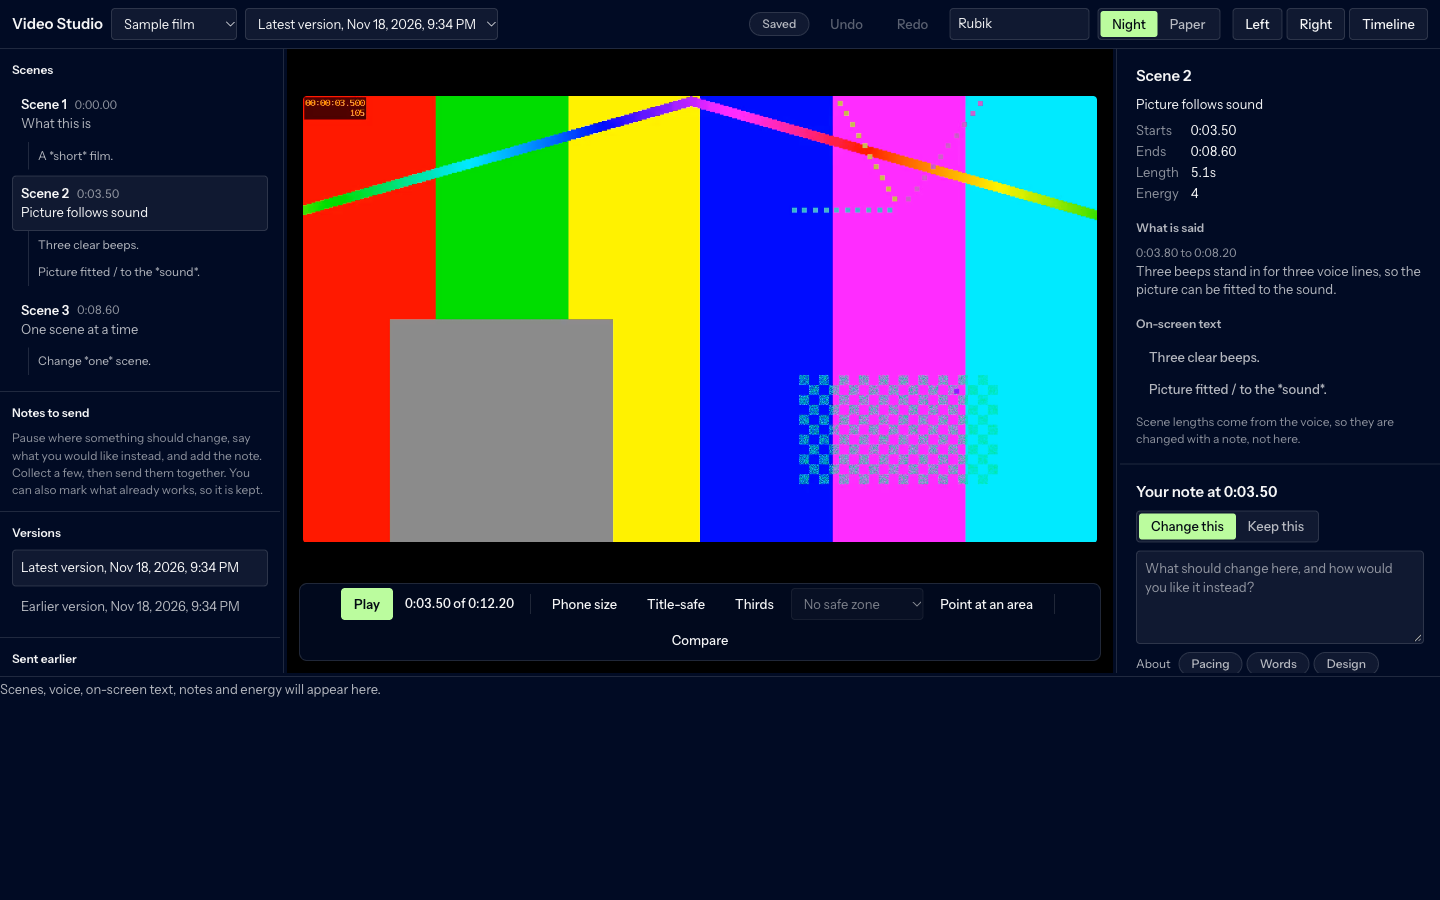 Video Studio
Sample film
Latest version, Nov 18, 2026, 9:34 PM
Saved
Undo
Redo
Rubik
Night
Paper
Left
Right
Timeline
Scenes
Scene 1 0:00.00
What this is
A *short* film.
Scene 2 0:03.50
Picture follows sound
Three clear beeps.
Picture fitted / to the *sound*.
Scene 3 0:08.60
One scene at a time
Change *one* scene.
Notes to send
Pause where something should change, say
what you would like instead, and add the note.
Collect a few, then send them together. You
can also mark what already works, so it is kept.
Versions
Latest version, Nov 18, 2026, 9:34 PM
Earlier version, Nov 18, 2026, 9:34 PM
Sent earlier
00:00:03.500
105
Play
0:03.50 of 0:12.20
Phone size
Title-safe
Thirds
No safe zone
Point at an area
Compare
Scene 2
Picture follows sound
Starts 0:03.50
Ends 0:08.60
Length 5.1s
Energy 4
What is said
0:03.80 to 0:08.20
Three beeps stand in for three voice lines, so the
picture can be fitted to the sound.
On-screen text
Three clear beeps.
Picture fitted / to the *sound*.
Scene lengths come from the voice, so they are
changed with a note, not here.
Your note at 0:03.50
Change this
Keep this
What should change here, and how would
you like it instead?
About
Pacing
Words
Design
Scenes, voice, on-screen text, notes and energy will appear here.